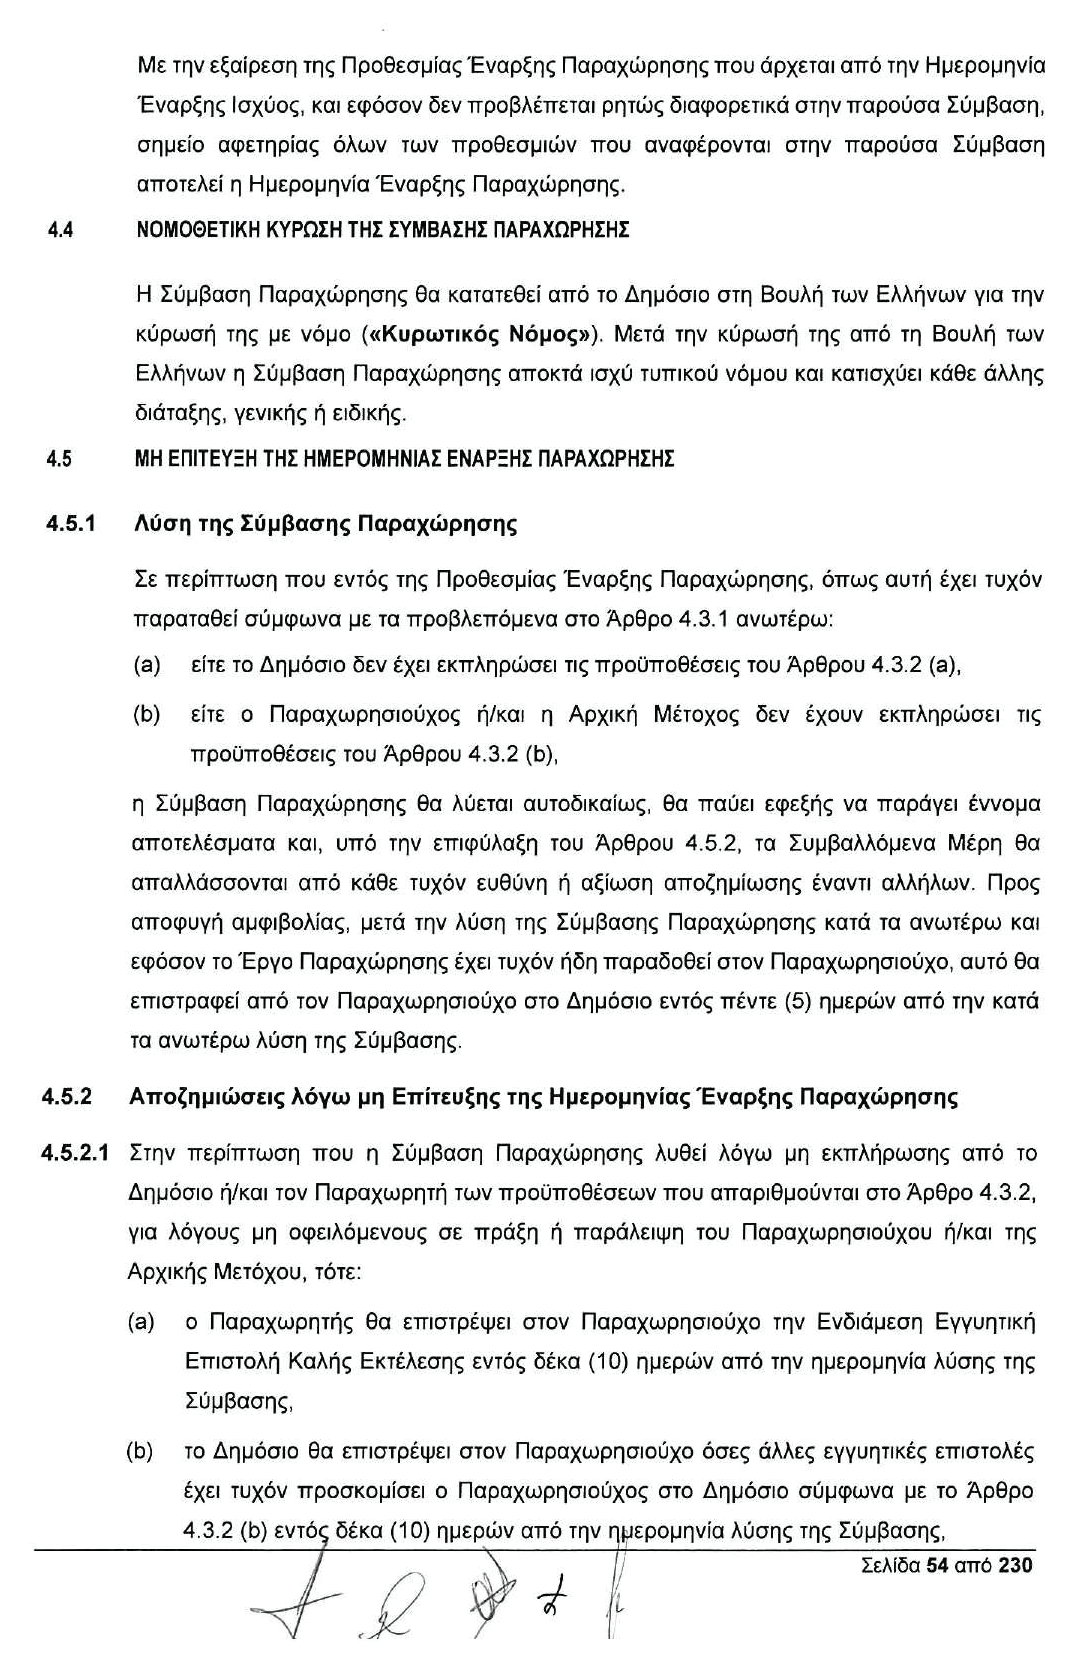 Με την εξαίρεση της Προθεσμίας Έναρξης Παραχώρησης που άρχεται από την Ημερομηνία
Έναρξης Ισχύος, και εφόσον δεν προβλέπεται ρητώς διαφορετικά στην παρούσα Σύμβαση,
σημείο αφετηρίας όλων των προθεσμιών που αναφέρονται στην παρούσα Σύμβαση
αποτελεί η Ημερομηνία Έναρξης Παραχώρησης.
4.4 ΝΟΜΟΘΕΤΙΚΗ ΚΥΡΩΣΗ ΤΗΣ ΣΥΜΒΑΣΗΣ ΠΑΡΑΧΩΡΗΣΗΣ
Η Σύμβαση Παραχώρησης θα κατατεθεί από το Δημόσιο στη Βουλή των Ελλήνων για την
κύρωσή της με νόμο («Κυρωτικός Νόμος»). Μετά την κύρωσή της από τη Βουλή των
Ελλήνων η Σύμβαση Παραχώρησης αποκτά ισχύ τυπικού νόμου και κατισχύει κάθε άλλης
διάταξης, γενικής ή ειδικής.
4.5 ΜΗ ΕΠΙΤΕΥΞΗ ΤΗΣ ΗΜΕΡΟΜΗΝΙΑΣ ΕΝΑΡΞΗΣ ΠΑΡΑΧΩΡΗΣΗΣ
4.5.1 Λύση της Σύμβασης Παραχώρησης
Σε περίπτωση που εντός της Προθεσμίας Έναρξης Παραχώρησης, όπως αυτή έχει τυχόν
παραταθεί σύμφωνα με τα προβλεπόμενα στο Άρθρο 4.3.1 ανωτέρω:
(a) είτε το Δημόσιο δεν έχει εκπληρώσει τις προϋποθέσεις του Άρθρου 4.3.2 (a),
(b) είτε ο Παραχωρησιούχος ή/και η Αρχική Μέτοχος δεν έχουν εκπληρώσει τις
προϋποθέσεις του Άρθρου 4.3.2 (b),
η Σύμβαση Παραχώρησης θα λύεται αυτοδικαίως, θα παύει εφεξής να παράγει έννομα
αποτελέσματα και, υπό την επιφύλαξη του Άρθρου 4.5.2, τα Συμβαλλόμενα Μέρη θα
απαλλάσσονται από κάθε τυχόν ευθύνη ή αξίωση αποζημίωσης έναντι αλλήλων. Προς
αποφυγή αμφιβολίας, μετά την λύση της Σύμβασης Παραχώρησης κατά τα ανωτέρω και
εφόσον το Έργο Παραχώρησης έχει τυχόν ήδη παραδοθεί στον Παραχωρησιούχο, αυτό θα
επιστραφεί από τον Παραχωρησιούχο στο Δημόσιο εντός πέντε (5) ημερών από την κατά
τα ανωτέρω λύση της Σύμβασης.
4.5.2 Αποζημιώσεις λόγω μη Επίτευξης της Ημερομηνίας Έναρξης Παραχώρησης
4.5.2.1 Στην περίπτωση που η Σύμβαση Παραχώρησης λυθεί λόγω μη εκπλήρωσης από το
Δημόσιο ή/και τον Παραχωρητή των προϋποθέσεων που απαριθμούνται στο Άρθρο 4.3.2,
για λόγους μη οφειλόμενους σε πράξη ή παράλειψη του Παραχωρησιούχου ή/και της
Αρχικής Μετόχου, τότε:
(a) ο Παραχωρητής θα επιστρέψει στον Παραχωρησιούχο την Ενδιάμεση Εγγυητική
Επιστολή Καλής Εκτέλεσης εντός δέκα (10) ημερών από την ημερομηνία λύσης της
Σύμβασης,
(b) το Δημόσιο θα επιστρέψει στον Παραχωρησιούχο όσες άλλες εγγυητικές επιστολές
έχει τυχόν προσκομίσει ο Παραχωρησιούχος στο Δημόσιο σύμφωνα με το Άρθρο
4.3.2 (b) εντός δέκα (10) ημερών από την ημερομηνία λύσης της Σύμβασης,
Σελίδα 54 από 230